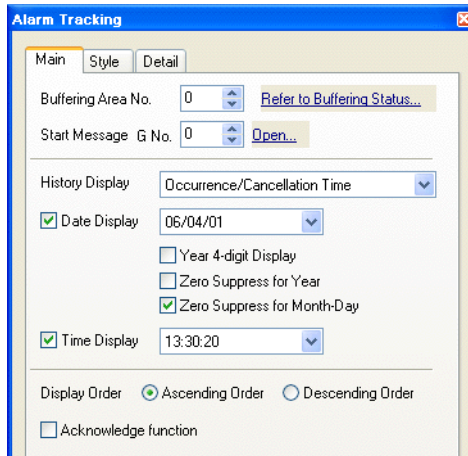 Alarm Tracking
Main Style Detail
Buffering Area No. 0 Refer to Buffering Status...
Start Message G No. 0 Open...
History Display Occurrence/Cancellation Time
Date Display 06/04/01
Year 4-digit Display
Zero Suppress for Year
Zero Suppress for Month-Day
Time Display 13:30:20
Display Order Ascending Order Descending Order
Acknowledge function